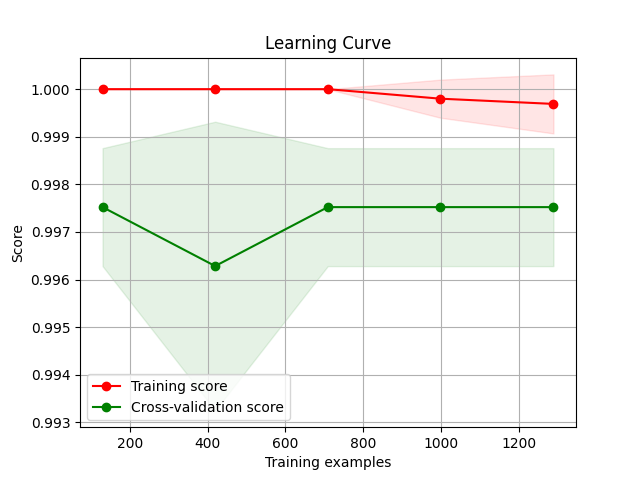 Learning Curve
1.000
0.999
0.998
0.997
0.996
0.995
0.994
0.993
Score
Training score
Cross-validation score
200 400 600 800 1000 1200
Training examples